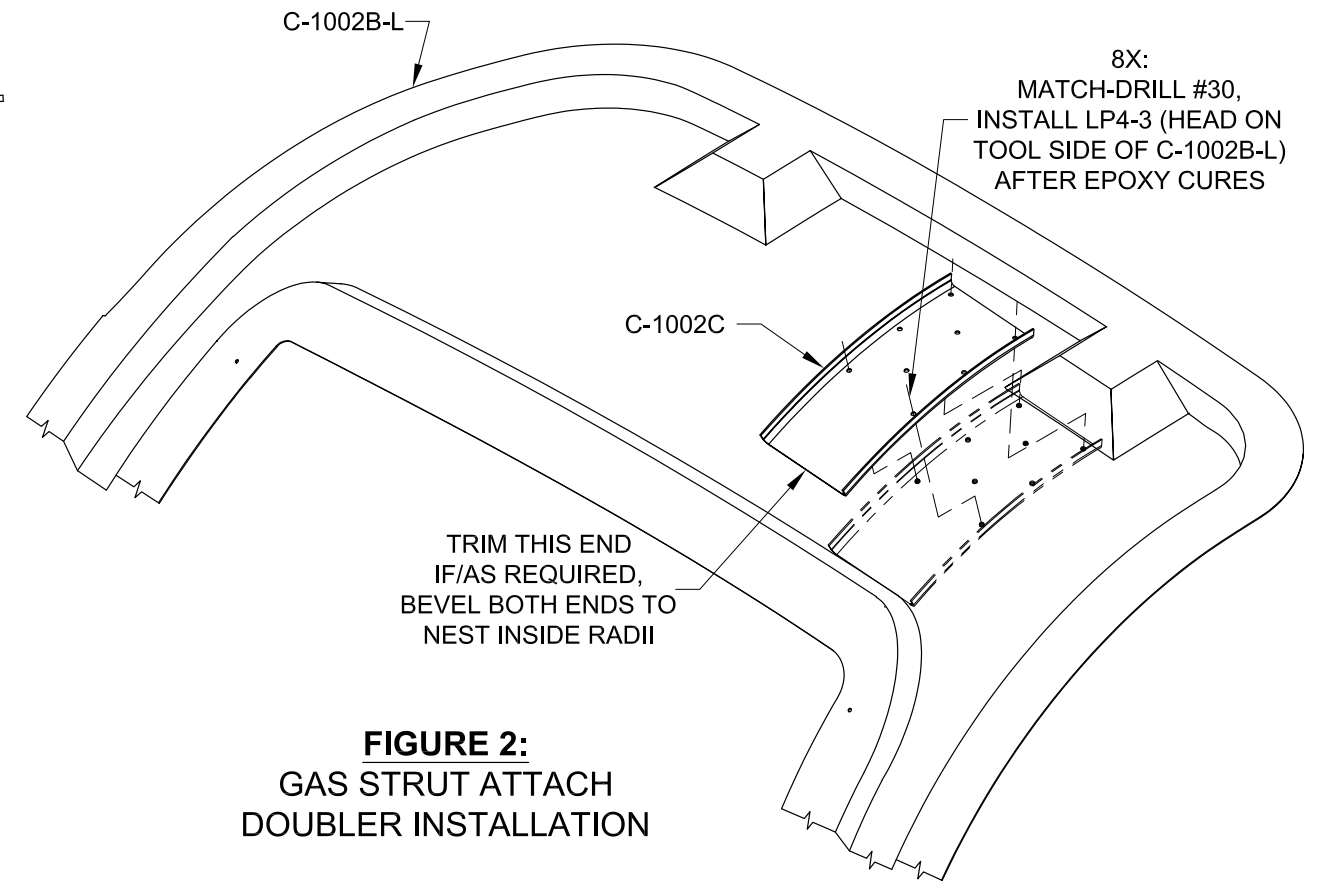 C-1002B-L
8X:
MATCH-DRILL #30,
INSTALL LP4-3 (HEAD ON
TOOL SIDE OF C-1002B-L)
AFTER EPOXY CURES
C-1002C
TRIM THIS END
IF/AS REQUIRED,
BEVEL BOTH ENDS TO
NEST INSIDE RADII
FIGURE 2:
GAS STRUT ATTACH
DOUBLER INSTALLATION